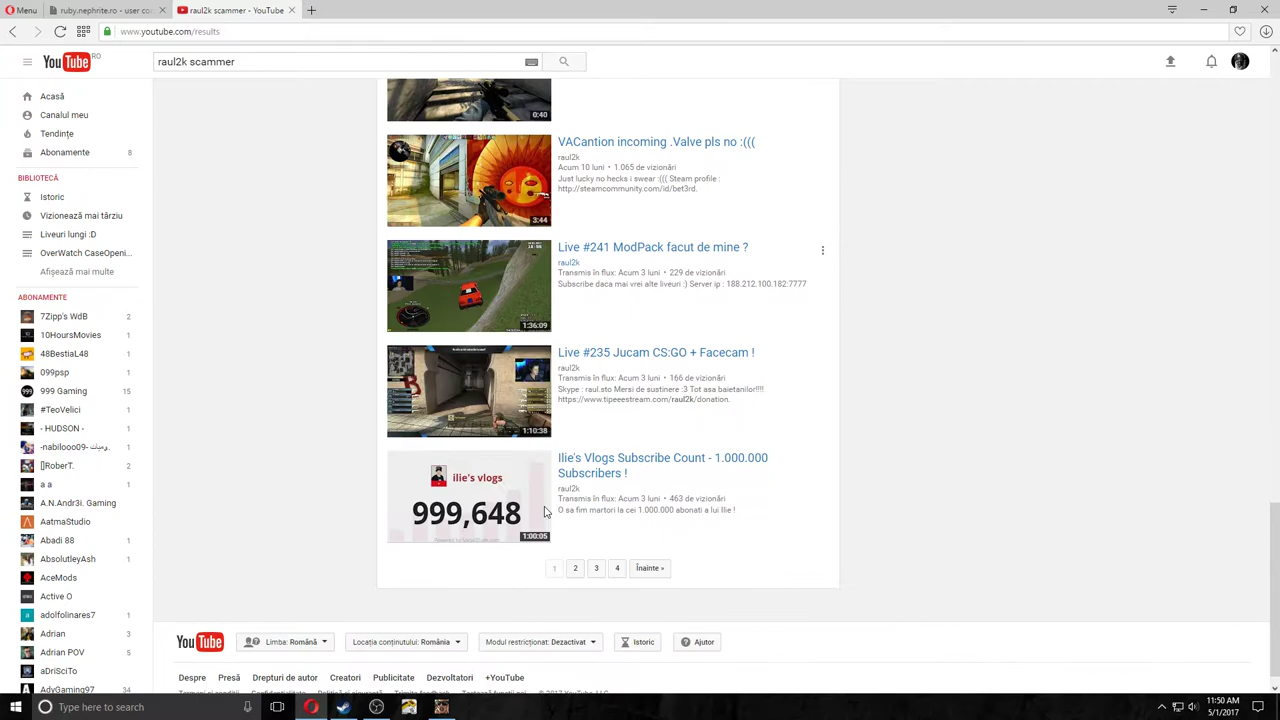 Menu
ruby.nephrite.ro - user co
raul2k scammer - YouTube
www.youtube.com/results
YouTube RO
raul2k scammer
Acasă
Canalul meu
Tendințe
Abonamente 8
BIBLIOTECĂ
Istoric
Vizionează mai târziu
Liveuri lungi :D
OverWatch CaseOpeni...
Afișează mai multe
ABONAMENTE
7Zipp's WdB 2
10HoursMovies 1
48BestiaL48 1
099psp 1
999 Gaming 15
#TeoVelici 1
- HUDSON - 1
-nabilooo09- 1
[]RoberT. 2
a a 1
A.N.Andr3i. Gaming
AatmaStudio
Abadi 88 1
AbsolutleyAsh 1
AceMods
Active O
adolfolinares7 1
Adrian 3
Adrian POV 5
aDriSciTo
AdyGaming97 34
0:40
VACantion incoming .Valve pls no :(((
raul2k
Acum 10 luni • 1.065 de vizionări
Just lucky no hecks i swear :((( Steam profile :
http://steamcommunity.com/id/bet3rd.
3:44
Live #241 ModPack facut de mine ?
raul2k
Transmis în flux: Acum 3 luni • 229 de vizionări
Subscribe daca mai vrei alte liveuri :) Server ip : 188.212.100.182:7777
1:36:09
Live #235 Jucam CS:GO + Facecam !
raul2k
Transmis în flux: Acum 3 luni • 166 de vizionări
Skype : raul.sto Mersi de sustinere :3 Tot asa baietanilor!!!!
https://www.tipeeestream.com/raul2k/donation.
1:10:38
Ilie's Vlogs Subscribe Count - 1.000.000
Subscribers !
raul2k
Transmis în flux: Acum 3 luni • 463 de vizionări
O sa fim martori la cei 1.000.000 abonati a lui Ilie !
ilie's vlogs
999,648
1:00:05
1 2 3 4 Înainte »
YouTube
Limba: Română
Locația conținutului: România
Modul restricționat: Dezactivat
Istoric
Ajutor
Despre Presă Drepturi de autor Creatori Publicitate Dezvoltatori +YouTube
Type here to search
11:50 AM
5/1/2017